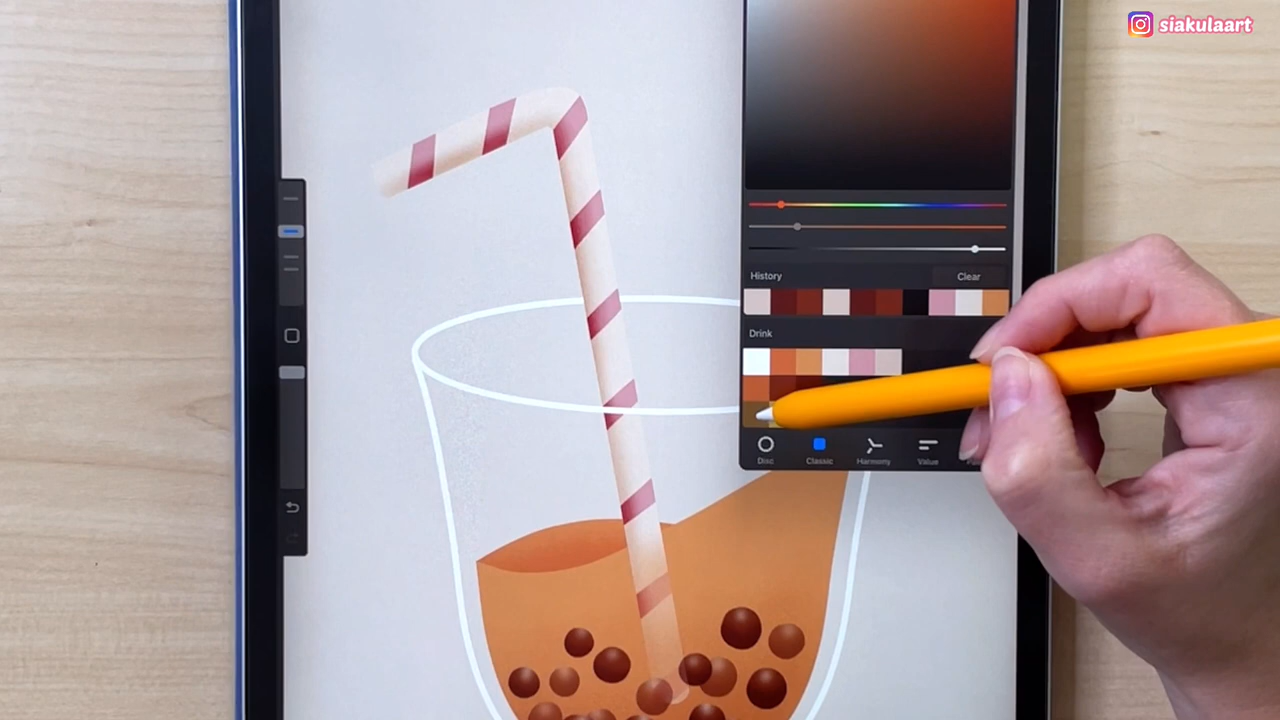 siakulaart
History
Clear
Drink
Disc
Classic
Harmony
Value